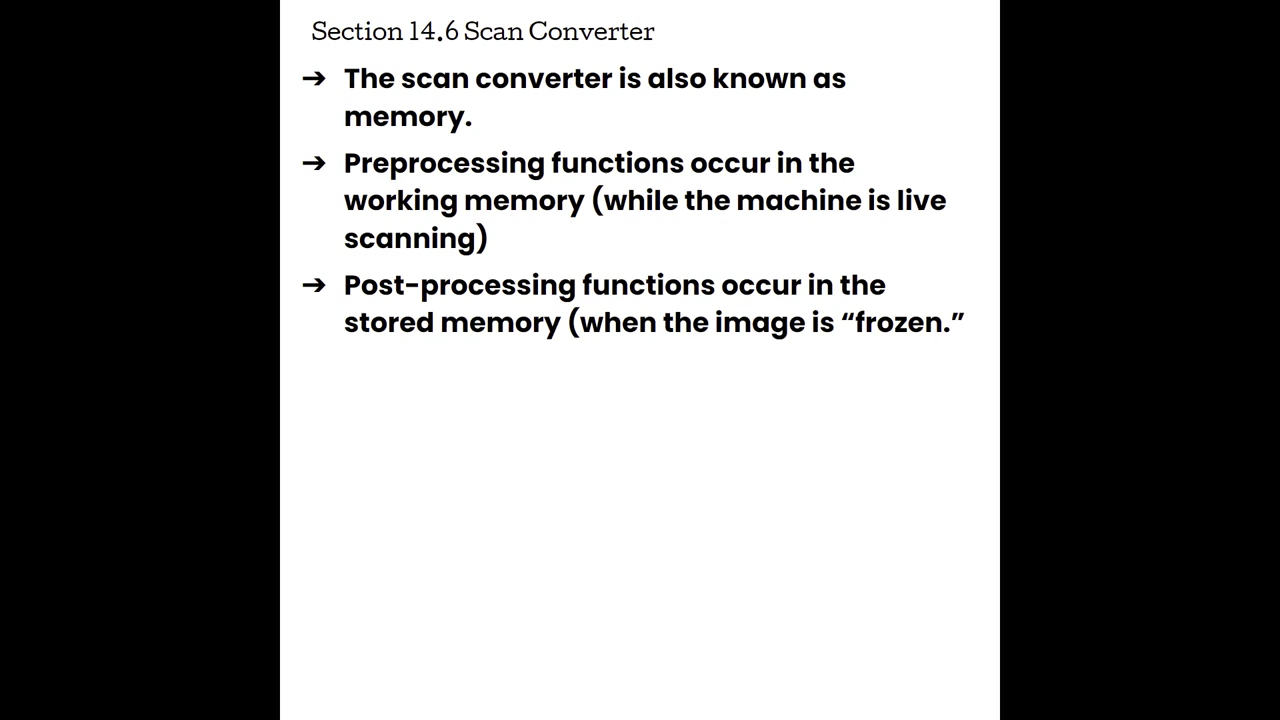 Section 14.6 Scan Converter
➔ The scan converter is also known as
memory.
➔ Preprocessing functions occur in the
working memory (while the machine is live
scanning)
➔ Post-processing functions occur in the
stored memory (when the image is “frozen.”